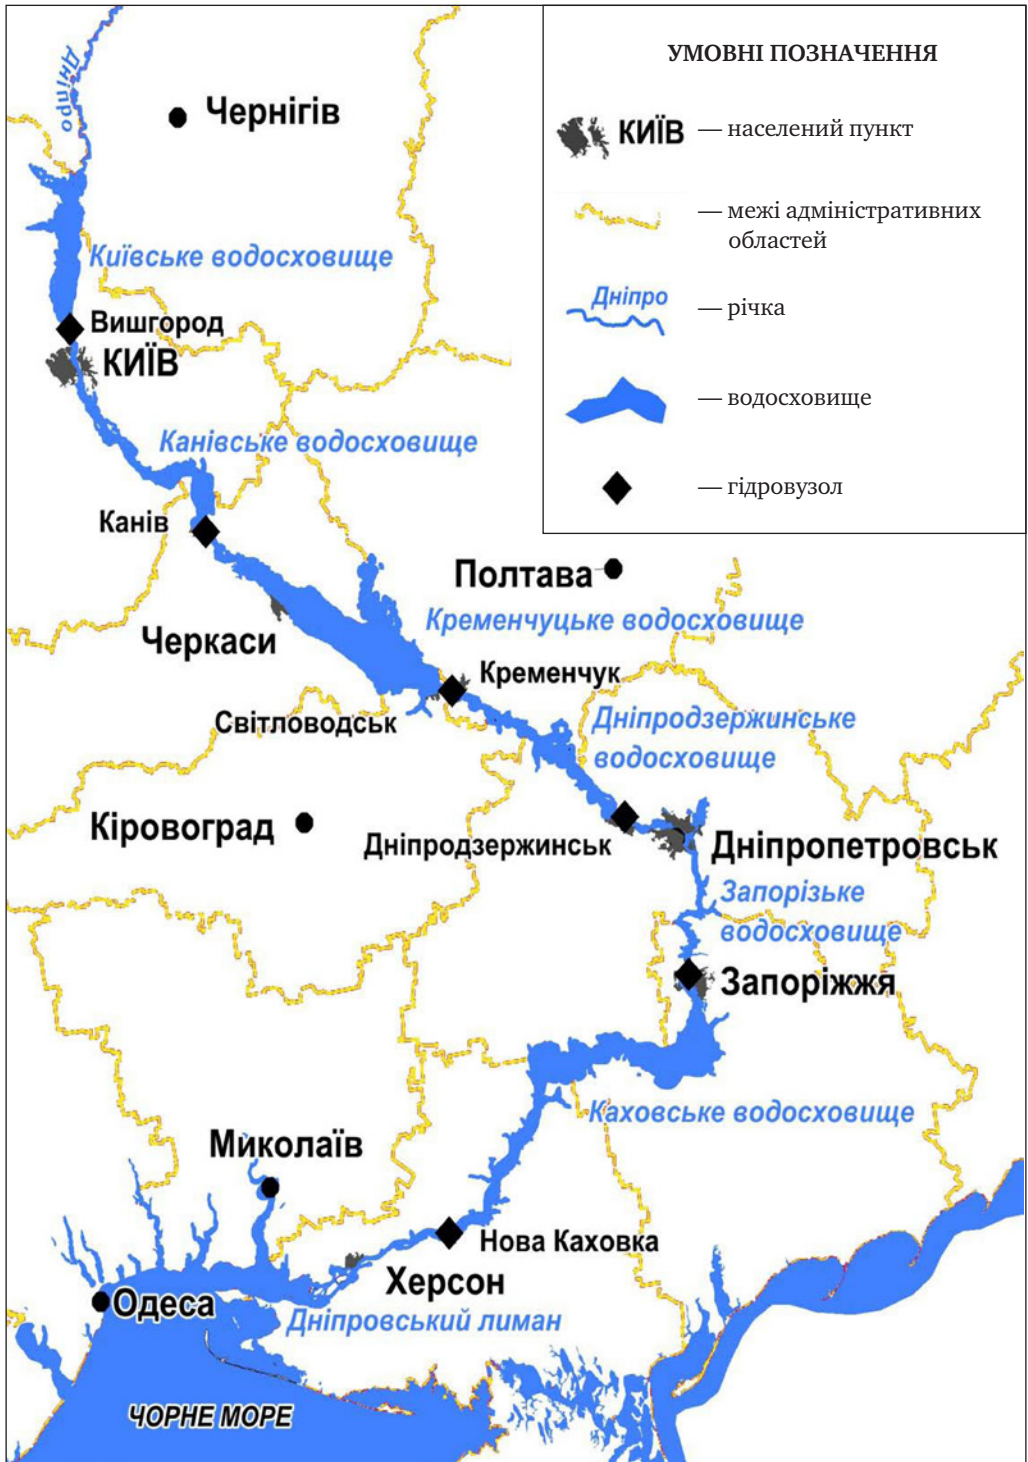 УМОВНІ ПОЗНАЧЕННЯ
КИЇВ — населений пункт
— межі адміністративних
областей
Дніпро — річка
— водосховище
— гідровузол
Дніпро
Чернігів
Київське водосховище
Вишгород
КИЇВ
Канівське водосховище
Канів
Полтава
Кременчуцьке водосховище
Черкаси
Кременчук
Світловодськ
Дніпродзержинське
водосховище
Кіровоград
Дніпродзержинськ
Дніпропетровськ
Запорізьке
водосховище
Запоріжжя
Каховське водосховище
Миколаїв
Нова Каховка
Херсон
Одеса
Дніпровський лиман
ЧОРНЕ МОРЕ